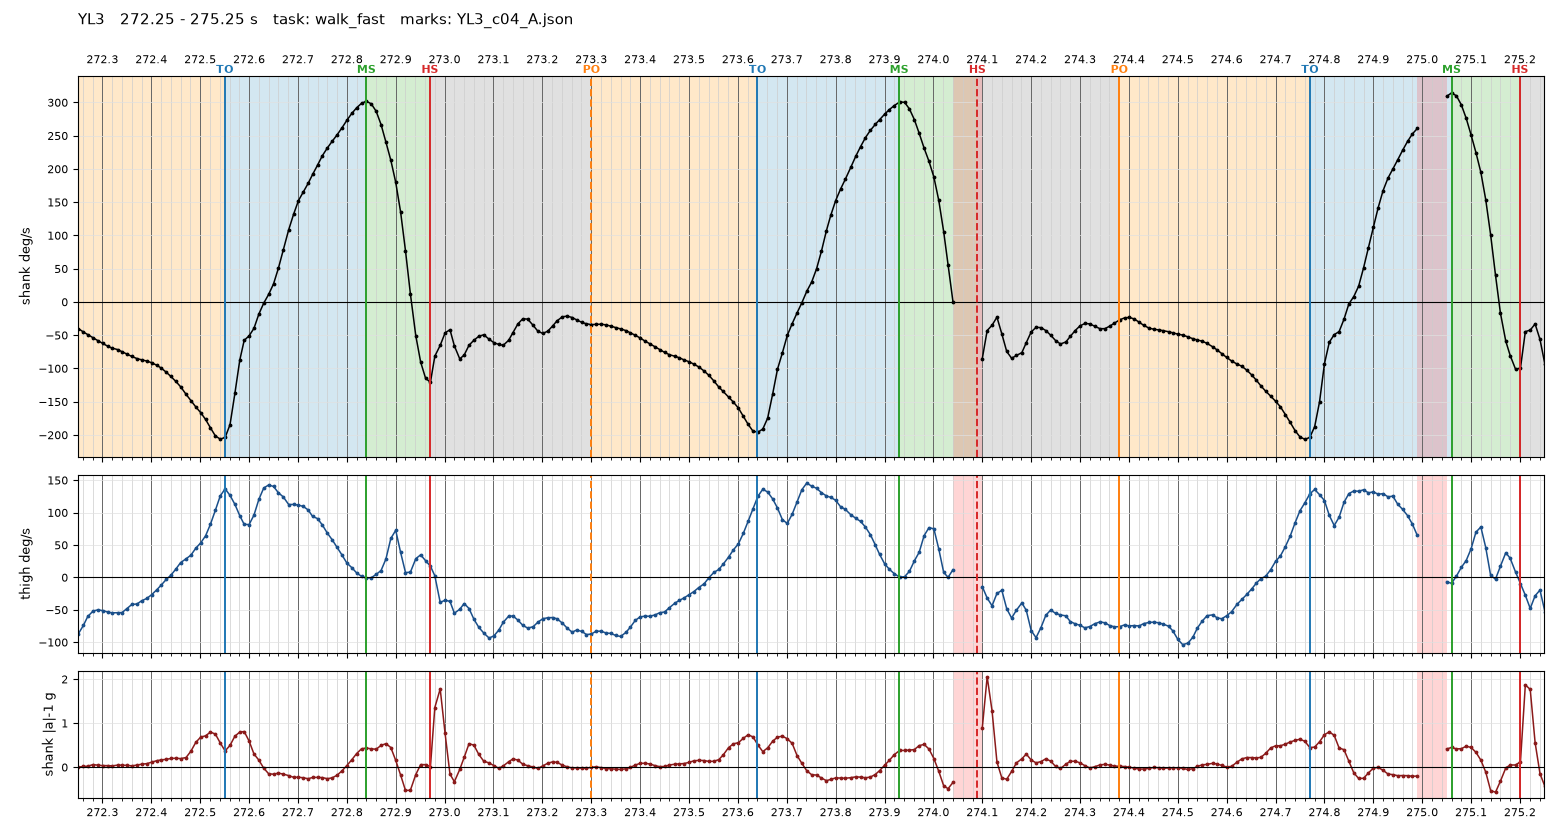 YL3   272.25 - 275.25 s   task: walk_fast   marks: YL3_c04_A.json
272.3 272.4 272.5 272.6 272.7 272.8 272.9 273.0 273.1 273.2 273.3 273.4 273.5 273.6 273.7 273.8 273.9 274.0 274.1 274.2 274.3 274.4 274.5 274.6 274.7 274.8 274.9 275.0 275.1 275.2
TO MS HS PO TO MS HS PO TO MS HS
shank deg/s
300
250
200
150
100
50
0
−50
−100
−150
−200
thigh deg/s
150
100
50
0
−50
−100
shank |a|-1 g
2
1
0
272.3 272.4 272.5 272.6 272.7 272.8 272.9 273.0 273.1 273.2 273.3 273.4 273.5 273.6 273.7 273.8 273.9 274.0 274.1 274.2 274.3 274.4 274.5 274.6 274.7 274.8 274.9 275.0 275.1 275.2